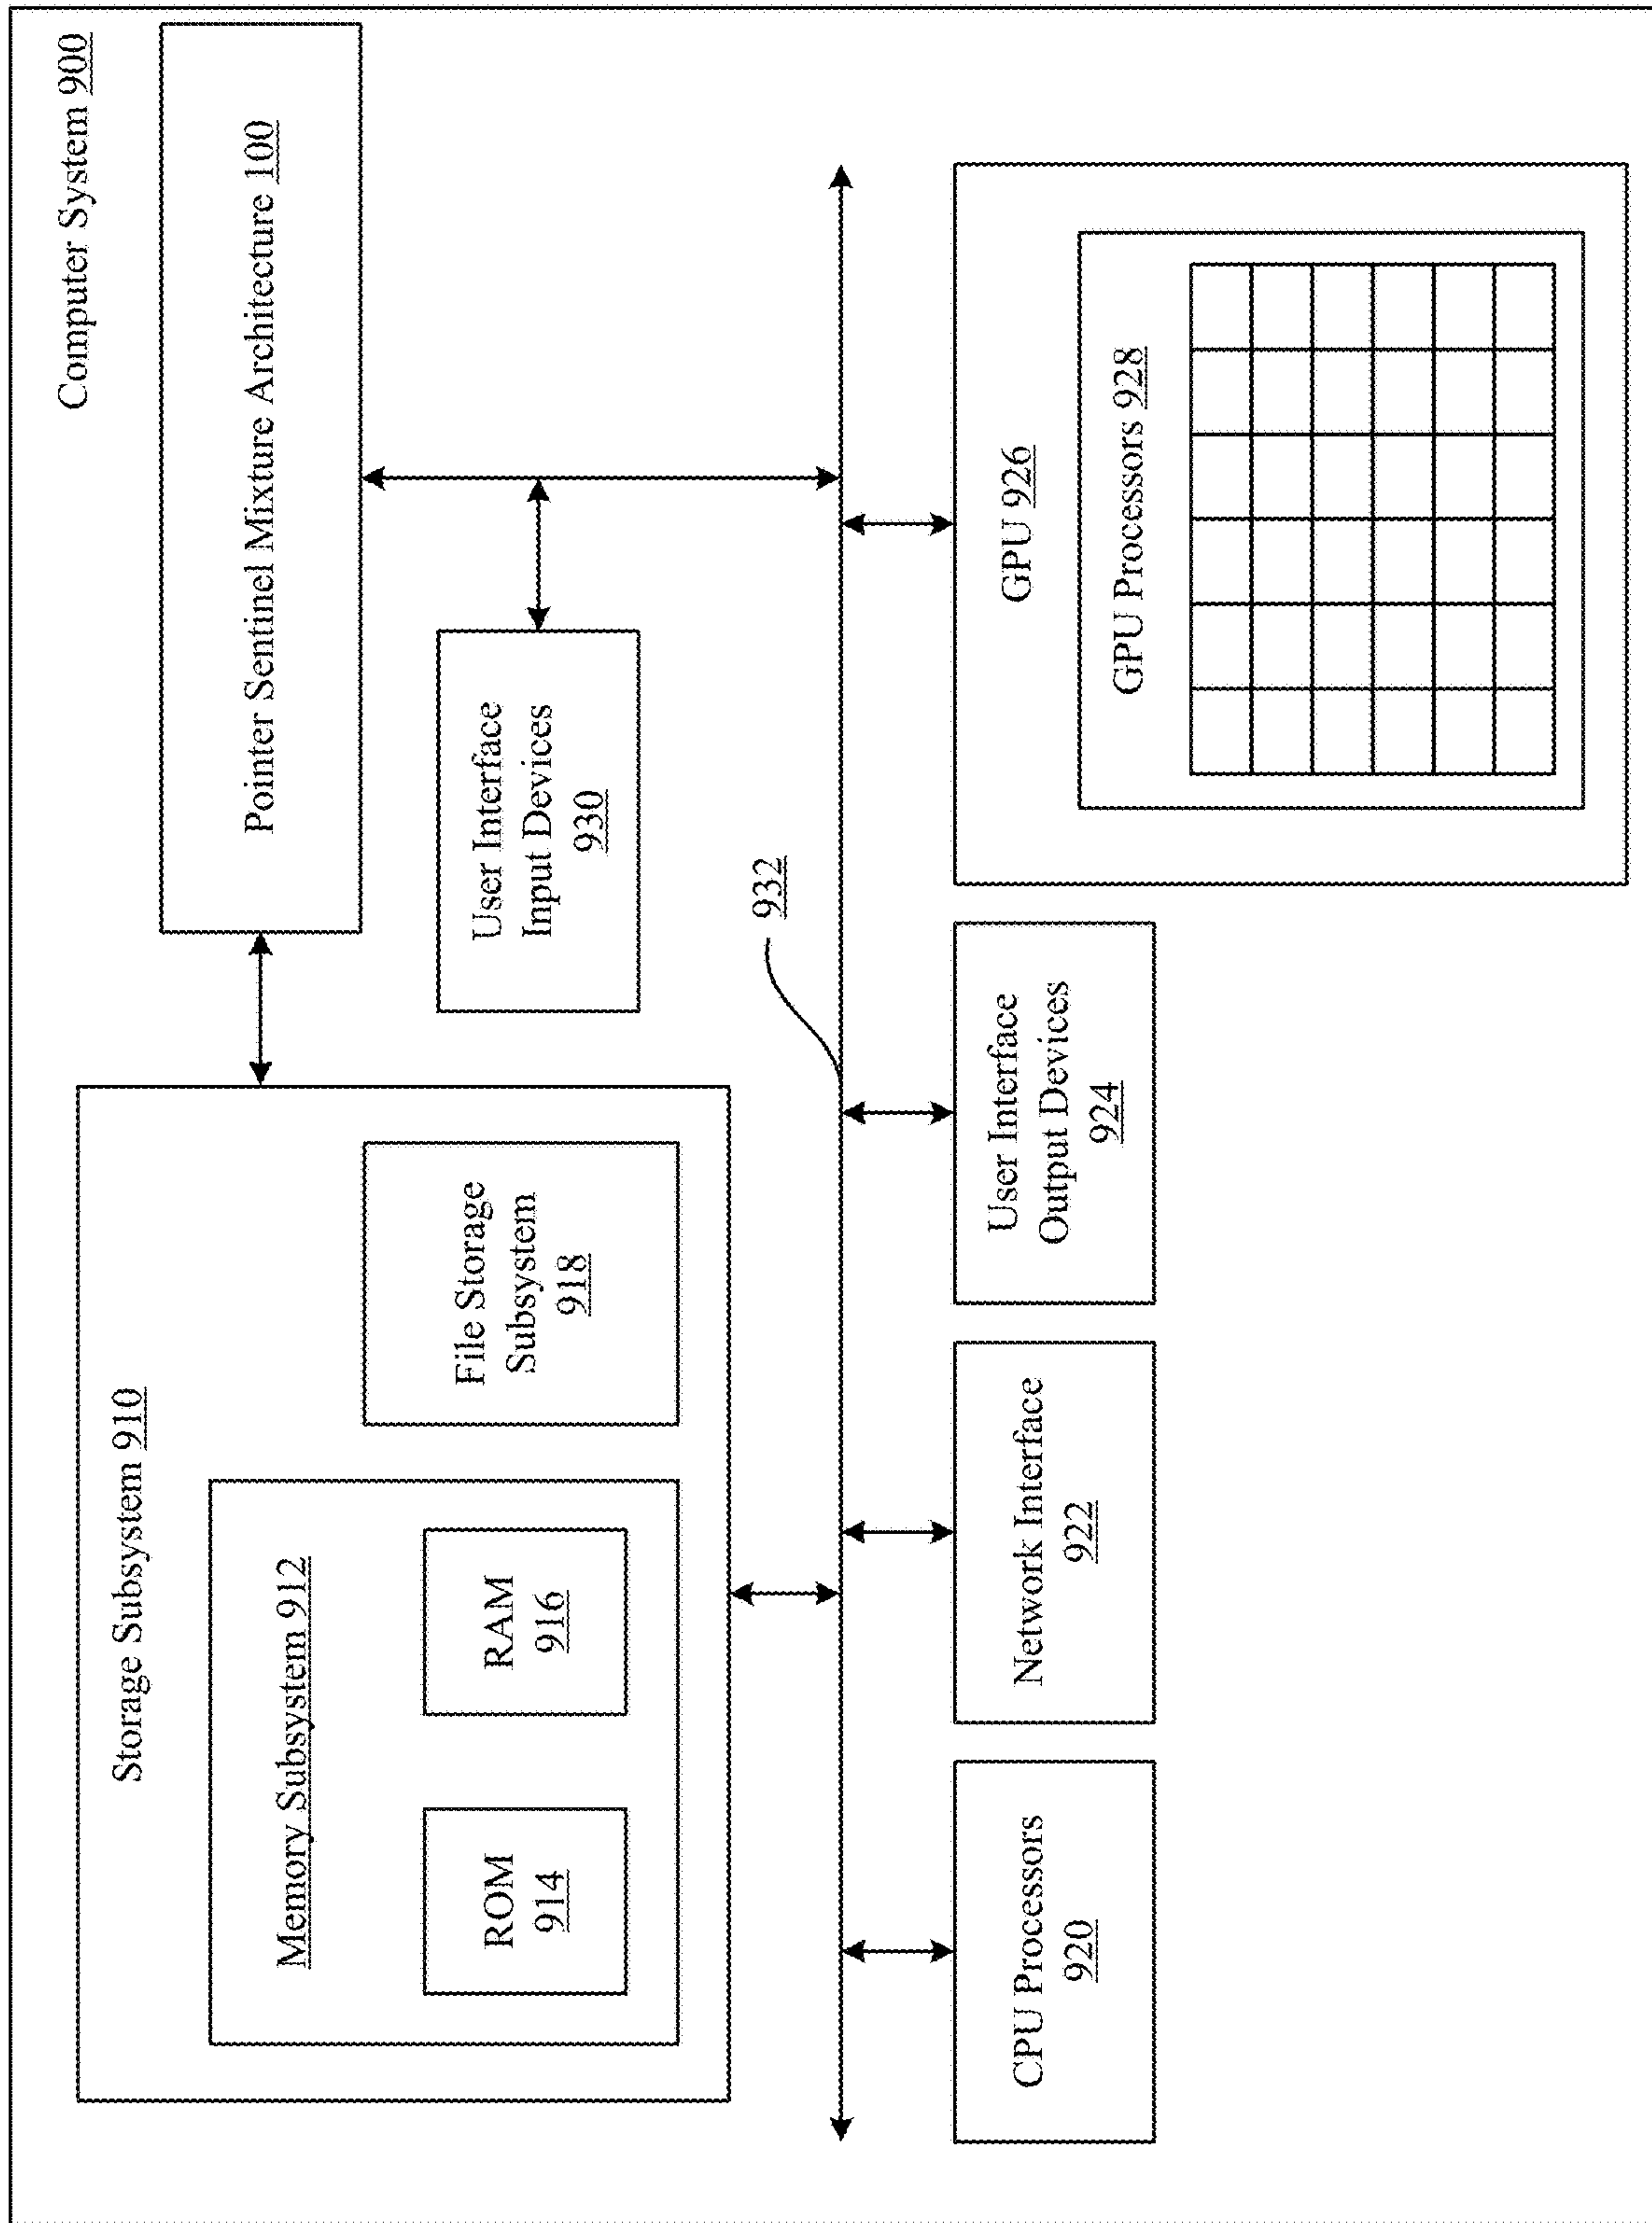 Computer System 900
Storage Subsystem 910
Memory Subsystem 912
ROM
914
RAM
916
File Storage
Subsystem
918
Pointer Sentinel Mixture Architecture 100
User Interface
Input Devices
930
932
CPU Processors
920
Network Interface
922
User Interface
Output Devices
924
GPU 926
GPU Processors 928